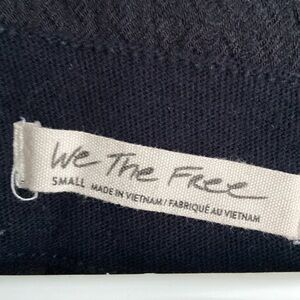 We The Free
SMALL MADE IN VIETNAM / FABRIQUÉ AU VIETNAM